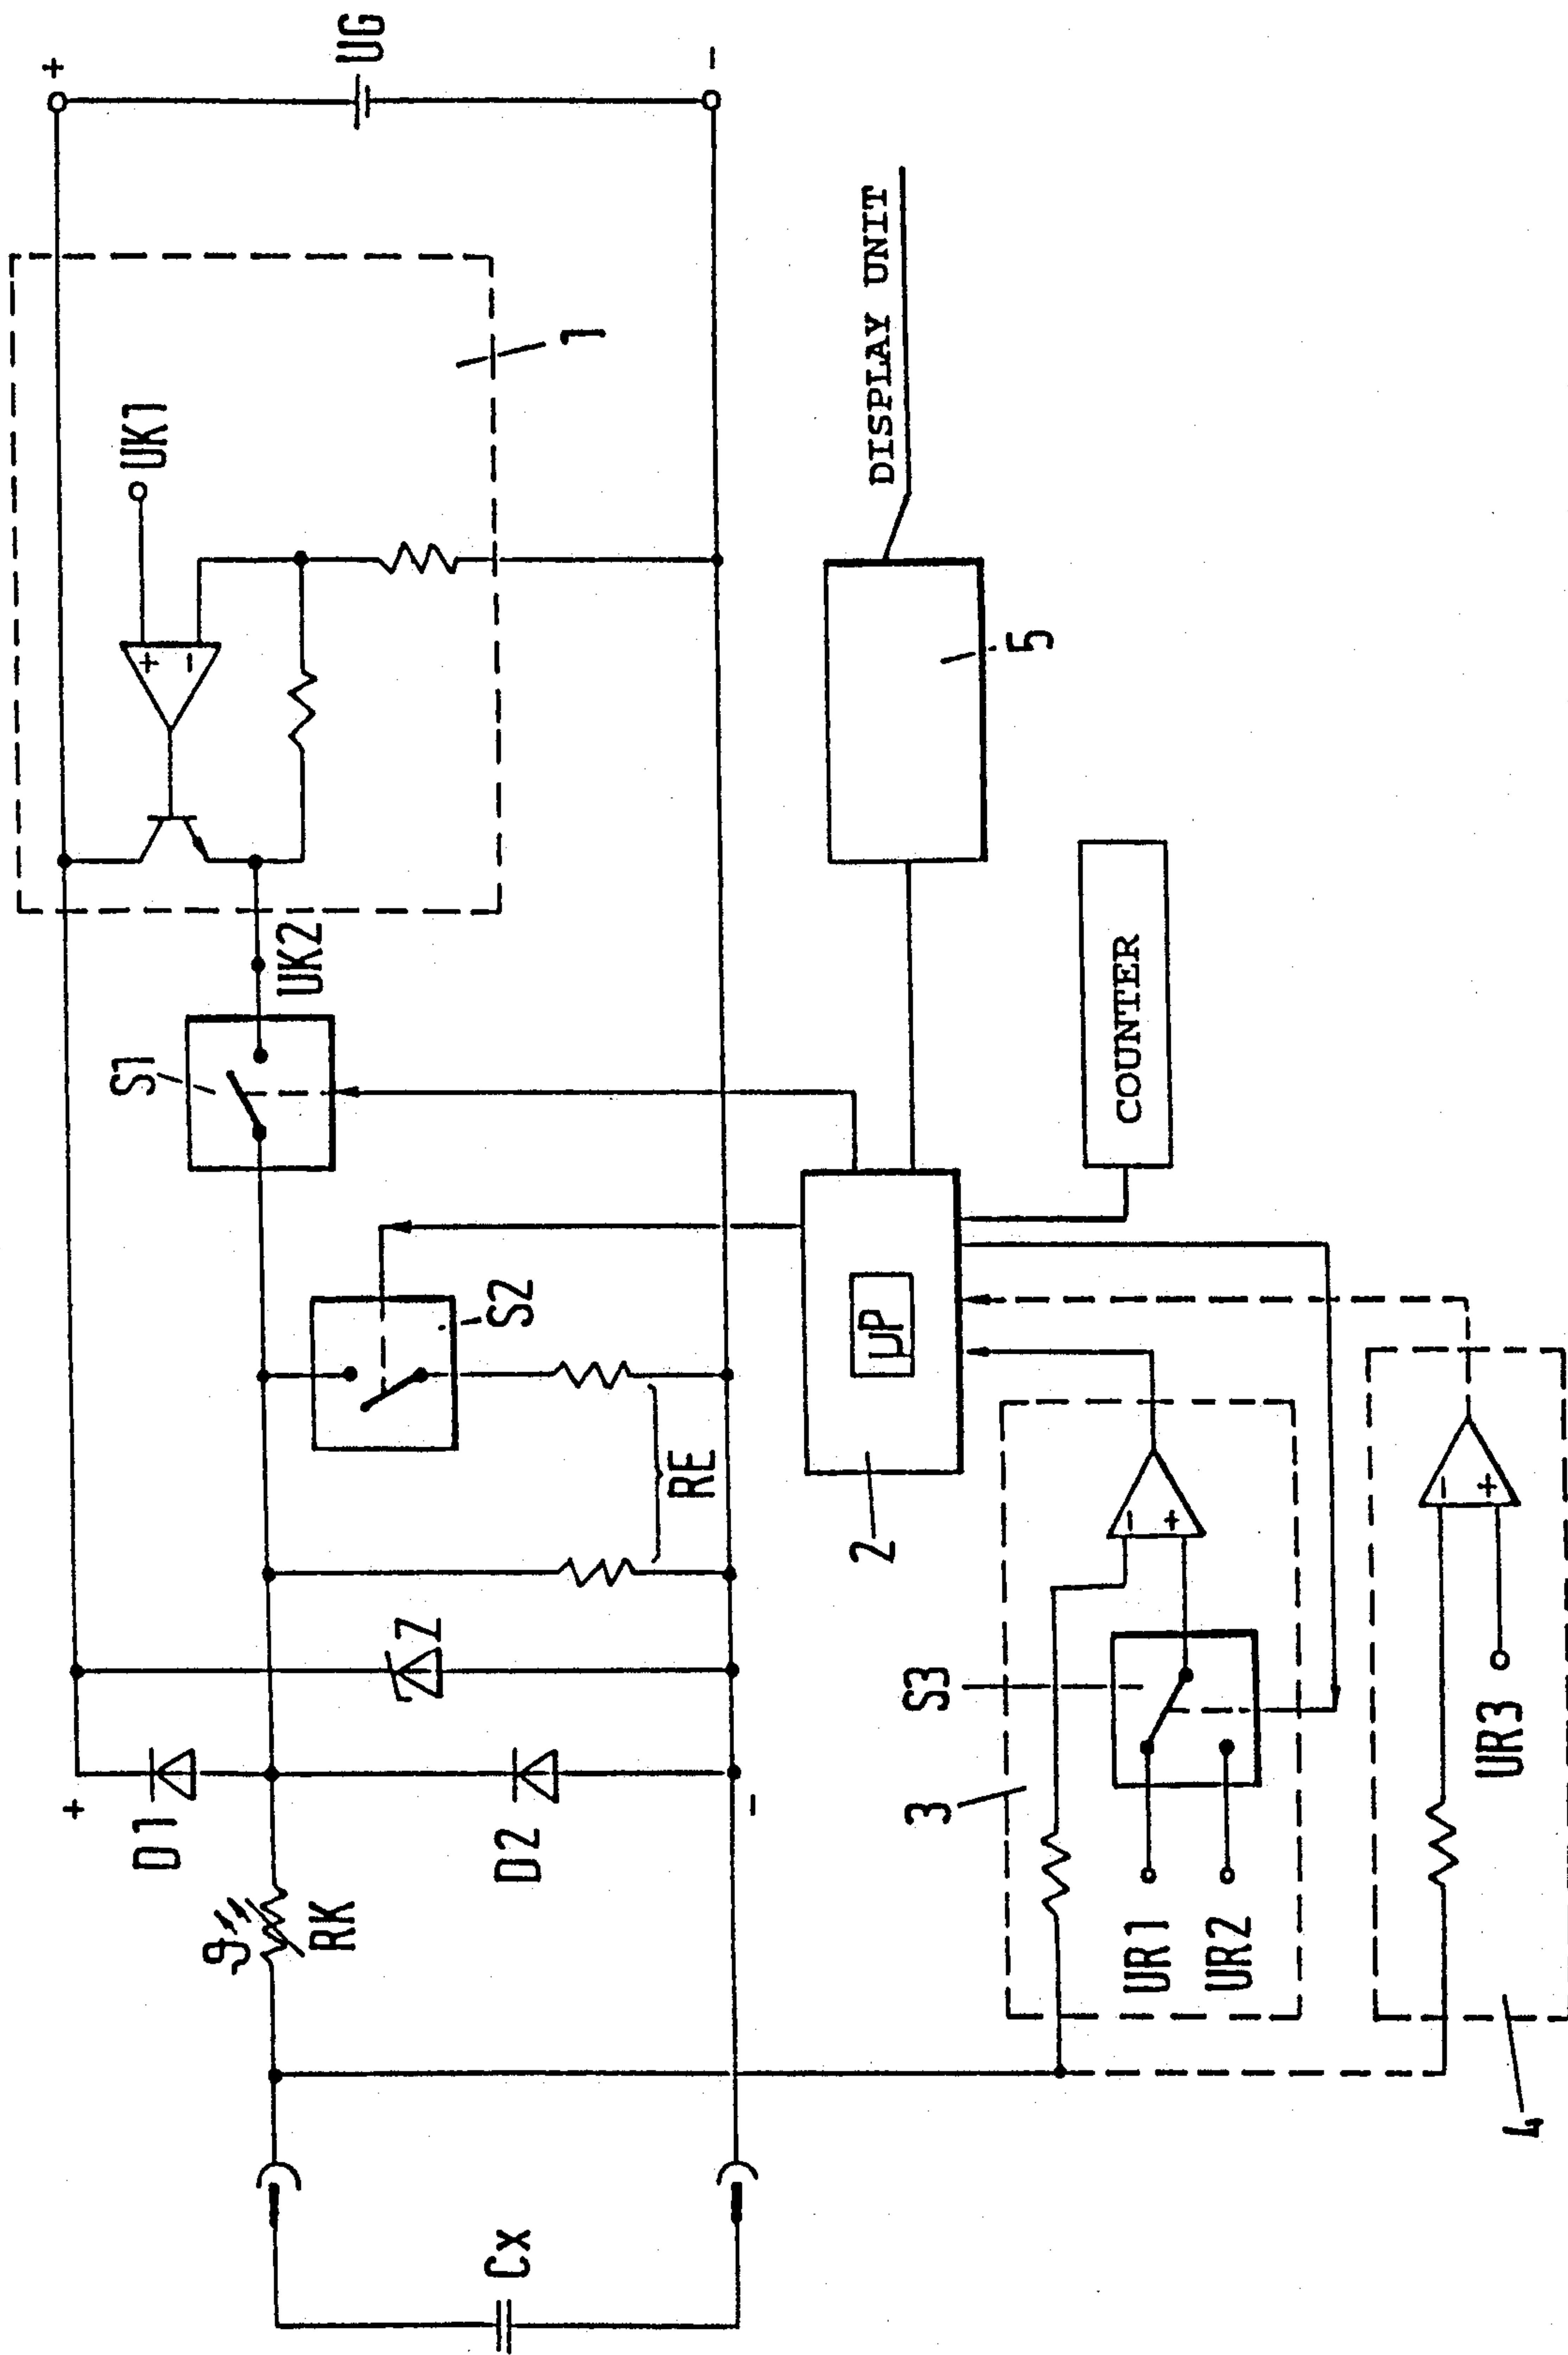 +
UG
-
1
UK1
+
-
UK2
S1
S2
RE
Z
+
D1
D2
-
ϑ
RK
Cx
DISPLAY UNIT
5
COUNTER
µP
2
-
+
S3
3
UR1
UR2
-
+
UR3
4